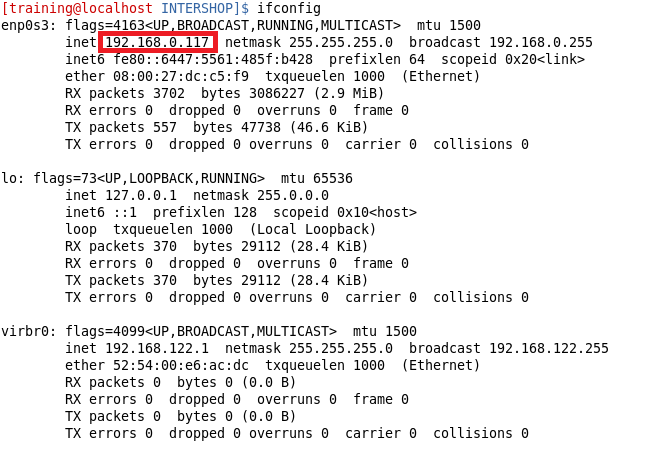 [training@localhost INTERSHOP]$ ifconfig
enp0s3: flags=4163<UP,BROADCAST,RUNNING,MULTICAST>  mtu 1500
        inet 192.168.0.117  netmask 255.255.255.0  broadcast 192.168.0.255
        inet6 fe80::6447:5561:485f:b428  prefixlen 64  scopeid 0x20<link>
        ether 08:00:27:dc:c5:f9  txqueuelen 1000  (Ethernet)
        RX packets 3702  bytes 3086227 (2.9 MiB)
        RX errors 0  dropped 0  overruns 0  frame 0
        TX packets 557  bytes 47738 (46.6 KiB)
        TX errors 0  dropped 0 overruns 0  carrier 0  collisions 0

lo: flags=73<UP,LOOPBACK,RUNNING>  mtu 65536
        inet 127.0.0.1  netmask 255.0.0.0
        inet6 ::1  prefixlen 128  scopeid 0x10<host>
        loop  txqueuelen 1000  (Local Loopback)
        RX packets 370  bytes 29112 (28.4 KiB)
        RX errors 0  dropped 0  overruns 0  frame 0
        TX packets 370  bytes 29112 (28.4 KiB)
        TX errors 0  dropped 0 overruns 0  carrier 0  collisions 0

virbr0: flags=4099<UP,BROADCAST,MULTICAST>  mtu 1500
        inet 192.168.122.1  netmask 255.255.255.0  broadcast 192.168.122.255
        ether 52:54:00:e6:ac:dc  txqueuelen 1000  (Ethernet)
        RX packets 0  bytes 0 (0.0 B)
        RX errors 0  dropped 0  overruns 0  frame 0
        TX packets 0  bytes 0 (0.0 B)
        TX errors 0  dropped 0 overruns 0  carrier 0  collisions 0